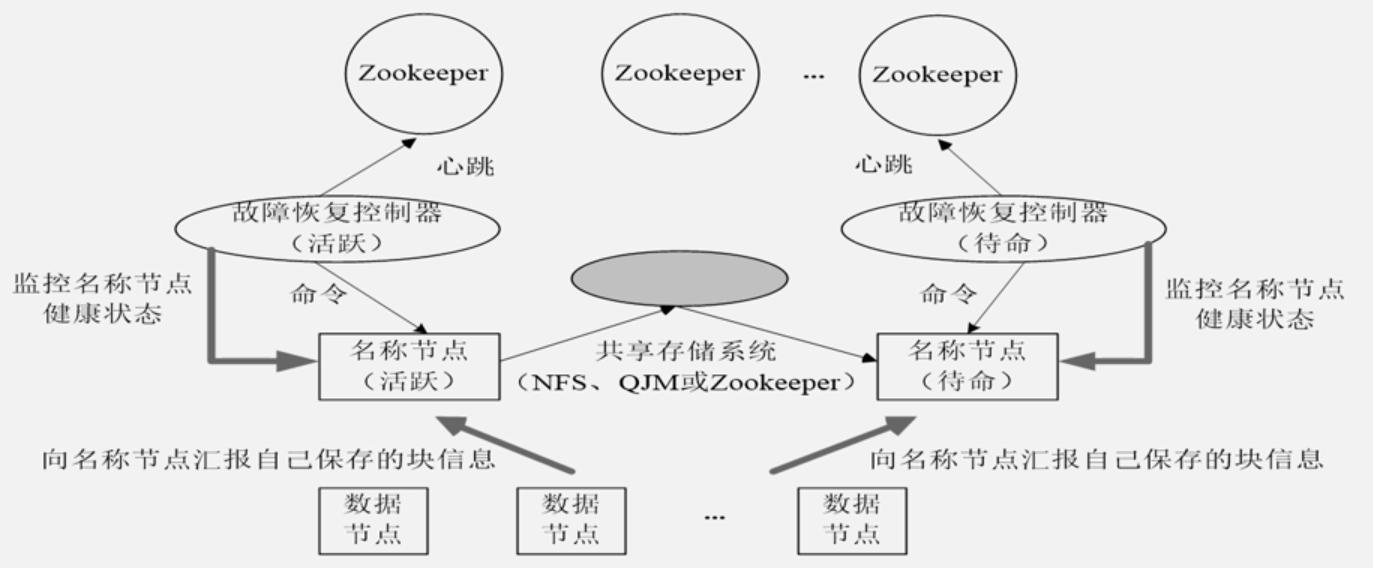 Zookeeper
Zookeeper
...
Zookeeper
心跳
心跳
故障恢复控制器
（活跃）
故障恢复控制器
（待命）
监控名称节点
健康状态
命令
命令
监控名称节点
健康状态
名称节点
（活跃）
共享存储系统
（NFS、QJM或Zookeeper）
名称节点
（待命）
向名称节点汇报自己保存的块信息
向名称节点汇报自己保存的块信息
数据
节点
数据
节点
...
数据
节点